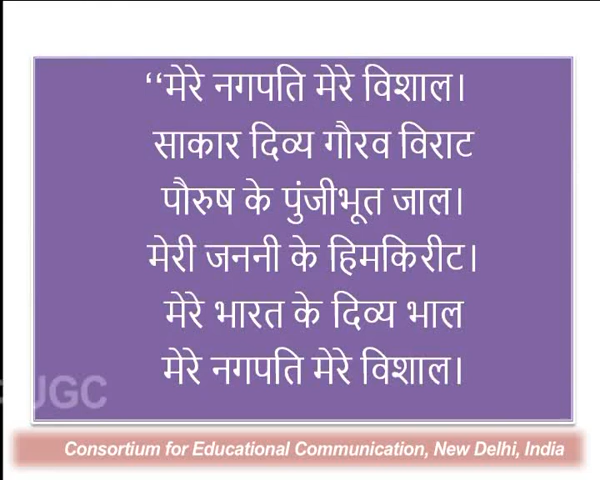 “मेरे नगपति मेरे विशाल।
साकार दिव्य गौरव विराट
पौरुष के पुंजीभूत जाल।
मेरी जननी के हिमकिरीट।
मेरे भारत के दिव्य भाल
मेरे नगपति मेरे विशाल।
UGC
Consortium for Educational Communication, New Delhi, India